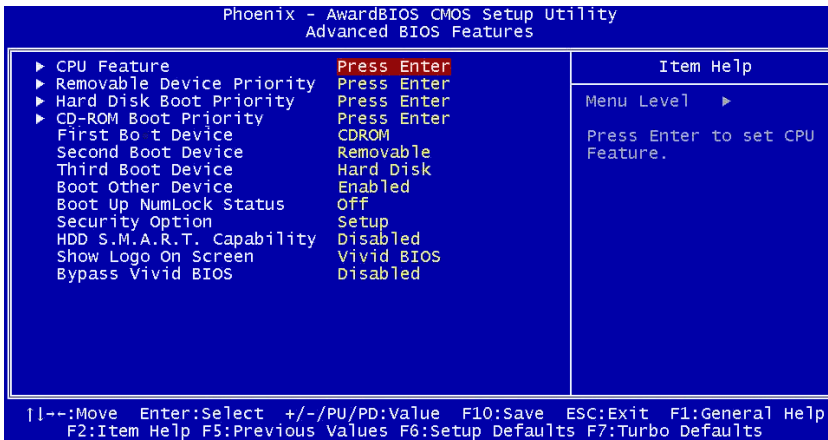 Phoenix - AwardBIOS CMOS Setup Utility
Advanced BIOS Features
▶ CPU Feature Press Enter
▶ Removable Device Priority Press Enter
▶ Hard Disk Boot Priority Press Enter
▶ CD-ROM Boot Priority Press Enter
First Bo t Device CDROM
Second Boot Device Removable
Third Boot Device Hard Disk
Boot Other Device Enabled
Boot Up NumLock Status Off
Security Option Setup
HDD S.M.A.R.T. Capability Disabled
Show Logo On Screen Vivid BIOS
Bypass Vivid BIOS Disabled
Item Help
Menu Level ▶
Press Enter to set CPU
Feature.
↑↓→←:Move Enter:Select +/-/PU/PD:Value F10:Save ESC:Exit F1:General Help
F2:Item Help F5:Previous Values F6:Setup Defaults F7:Turbo Defaults